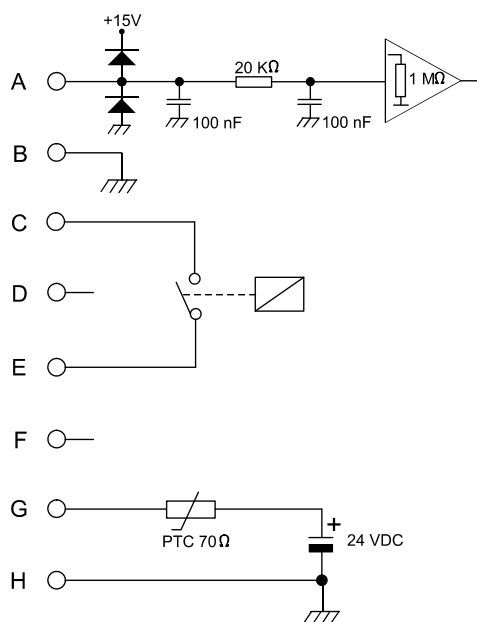 +15V
A
20 KΩ
1 MΩ
100 nF
100 nF
B
C
D
E
F
G
PTC 70Ω
+
24 VDC
H